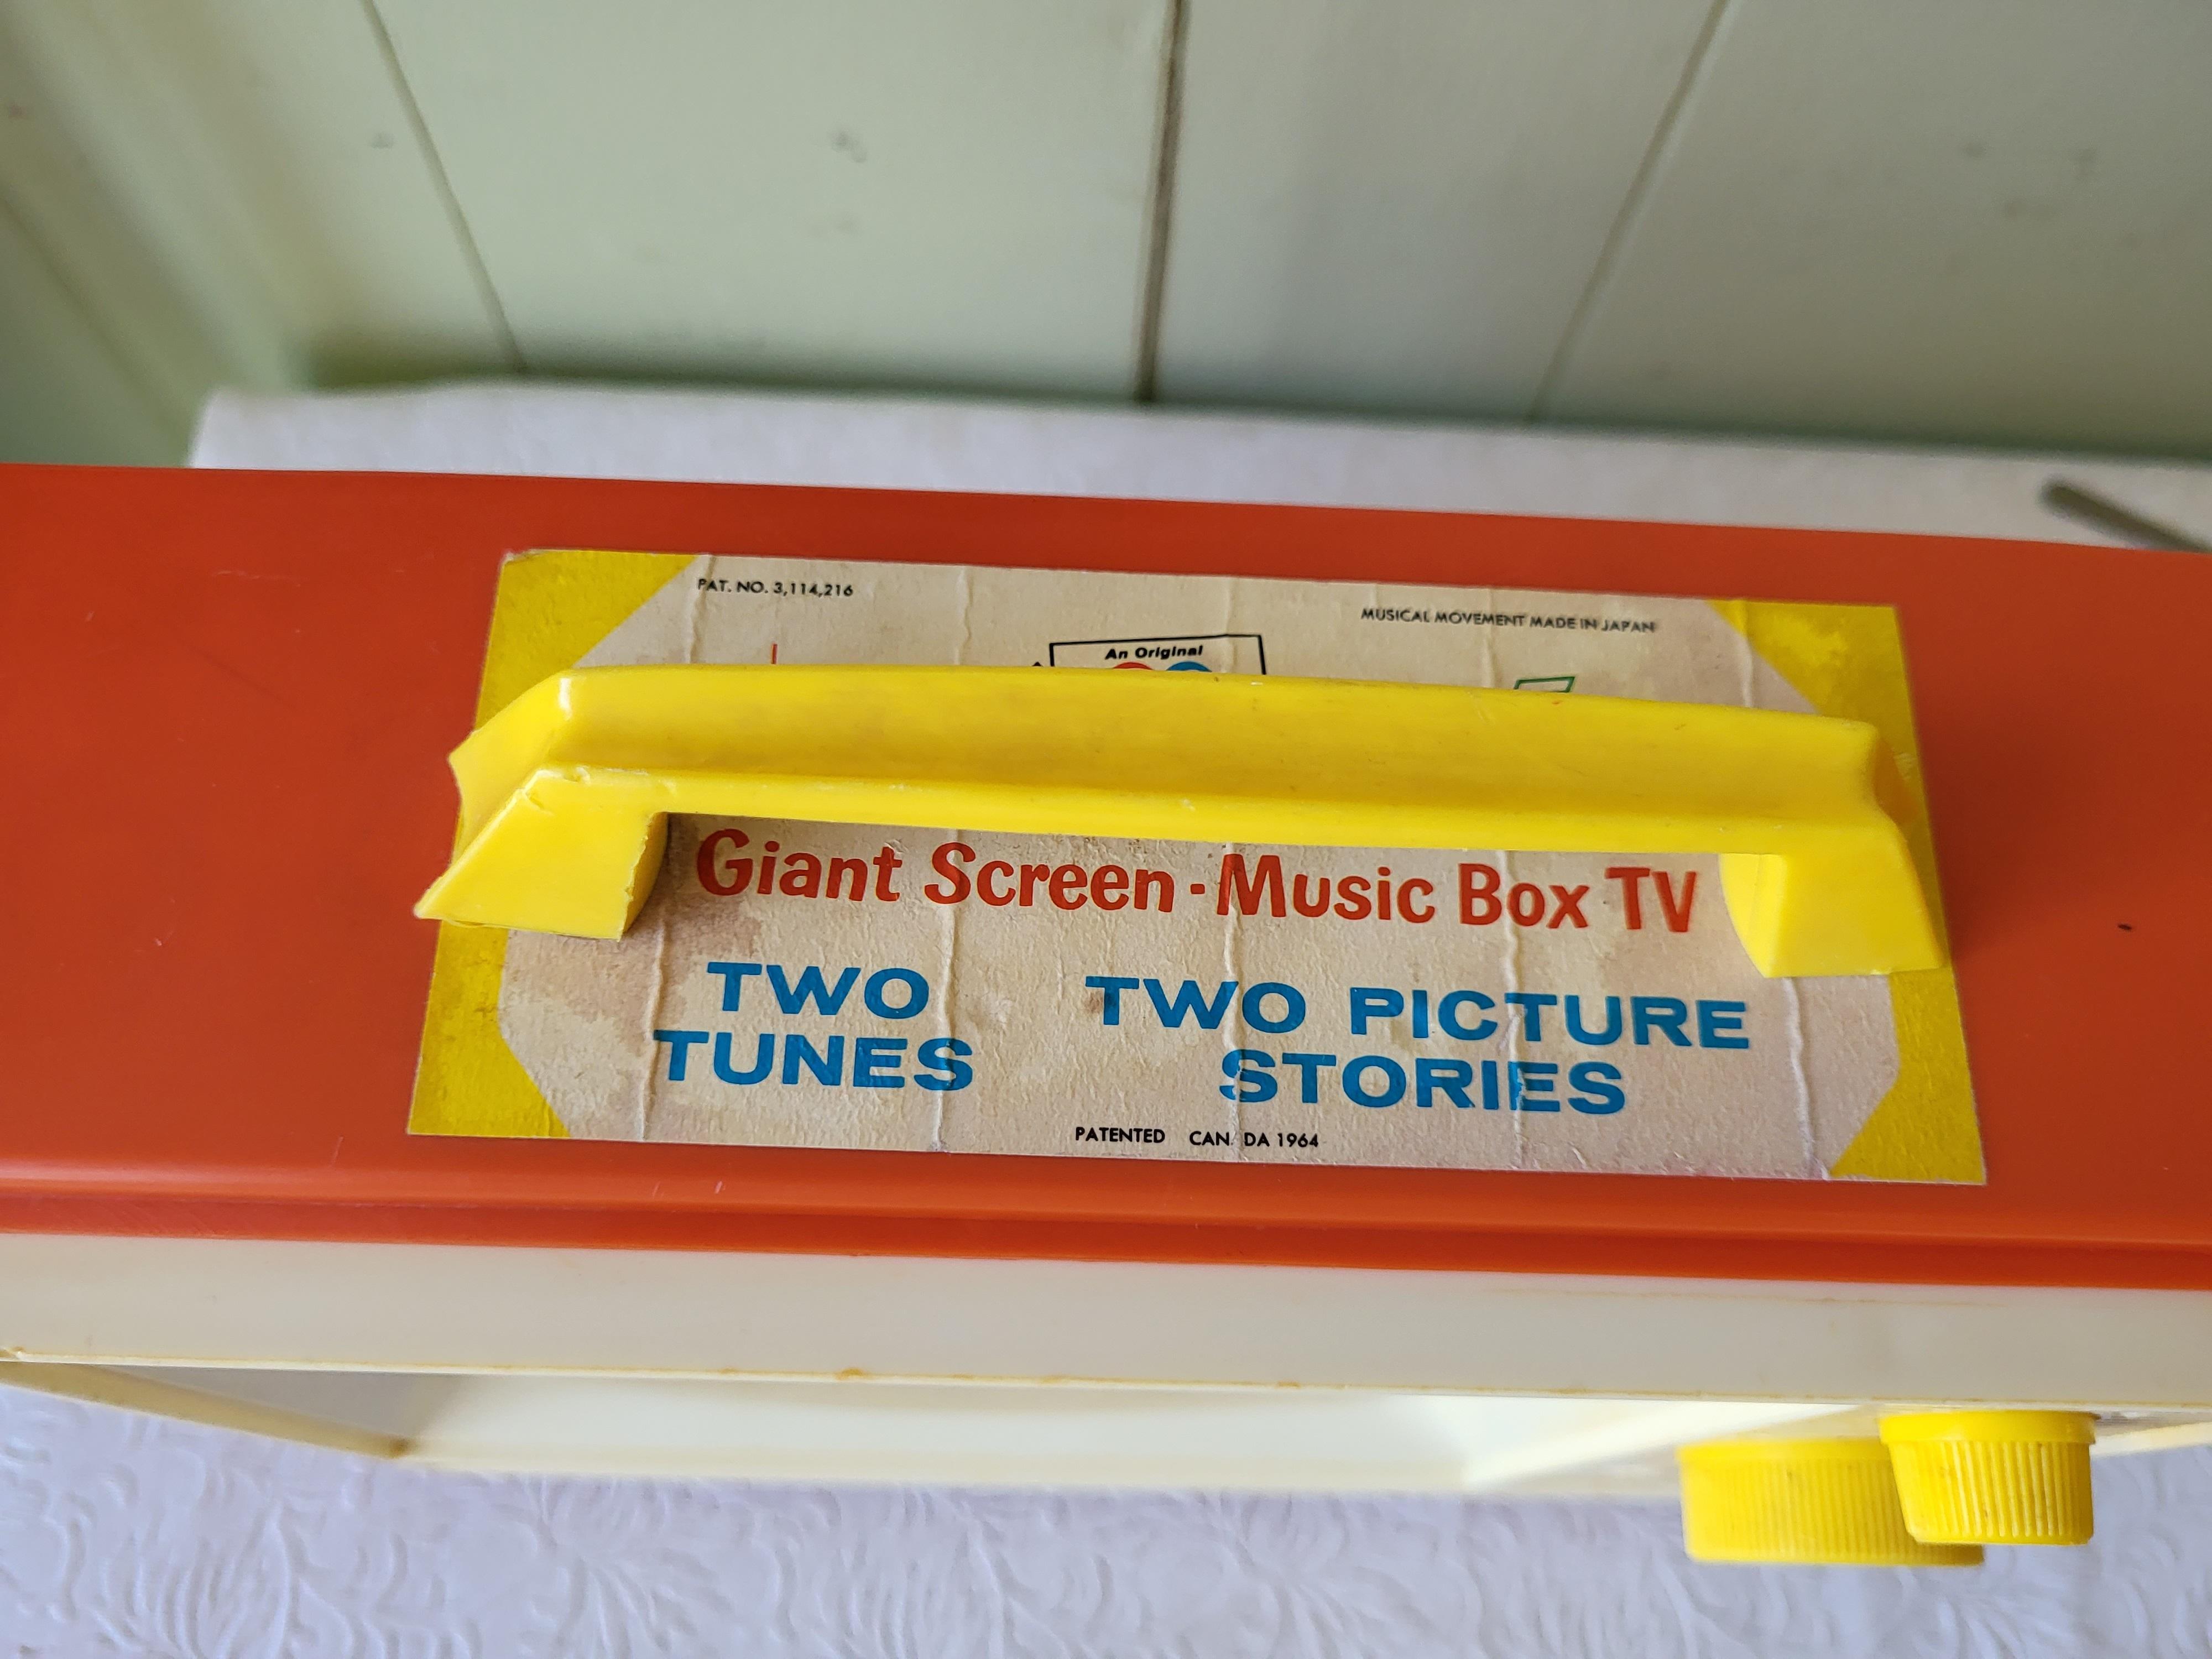 PAT. NO. 3,114,216
MUSICAL MOVEMENT MADE IN JAPAN
An Original
Giant Screen - Music Box TV
TWO
TUNES
TWO PICTURE
STORIES
PATENTED CAN DA 1964